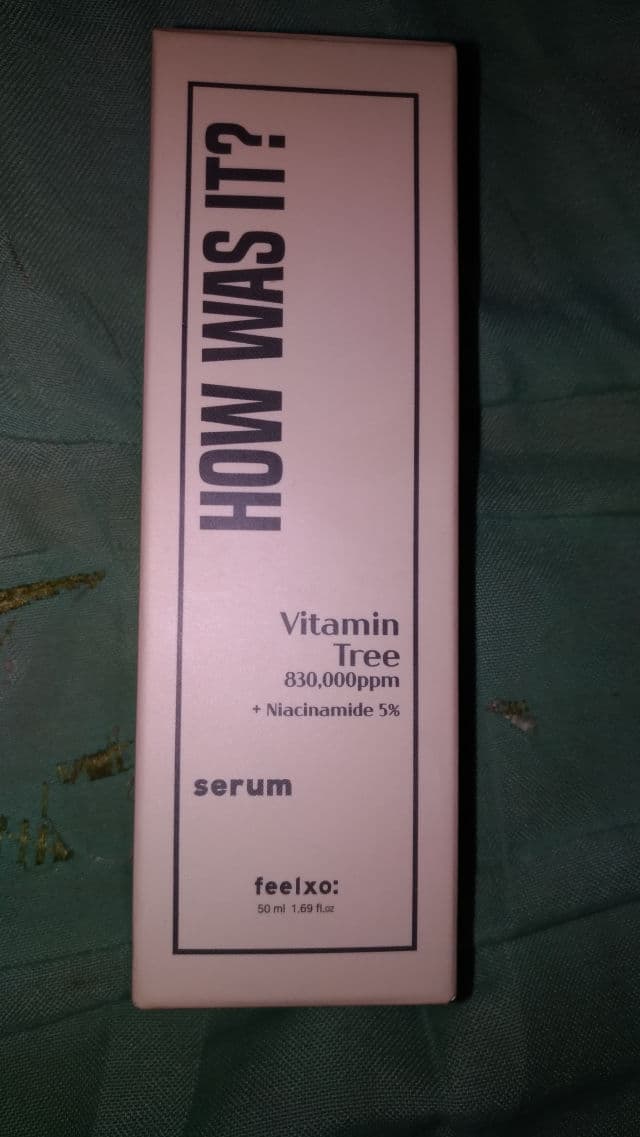 HOW WAS IT?
Vitamin
Tree
830,000ppm
+ Niacinamide 5%
serum
feelxo:
50 ml 1.69 fl.oz